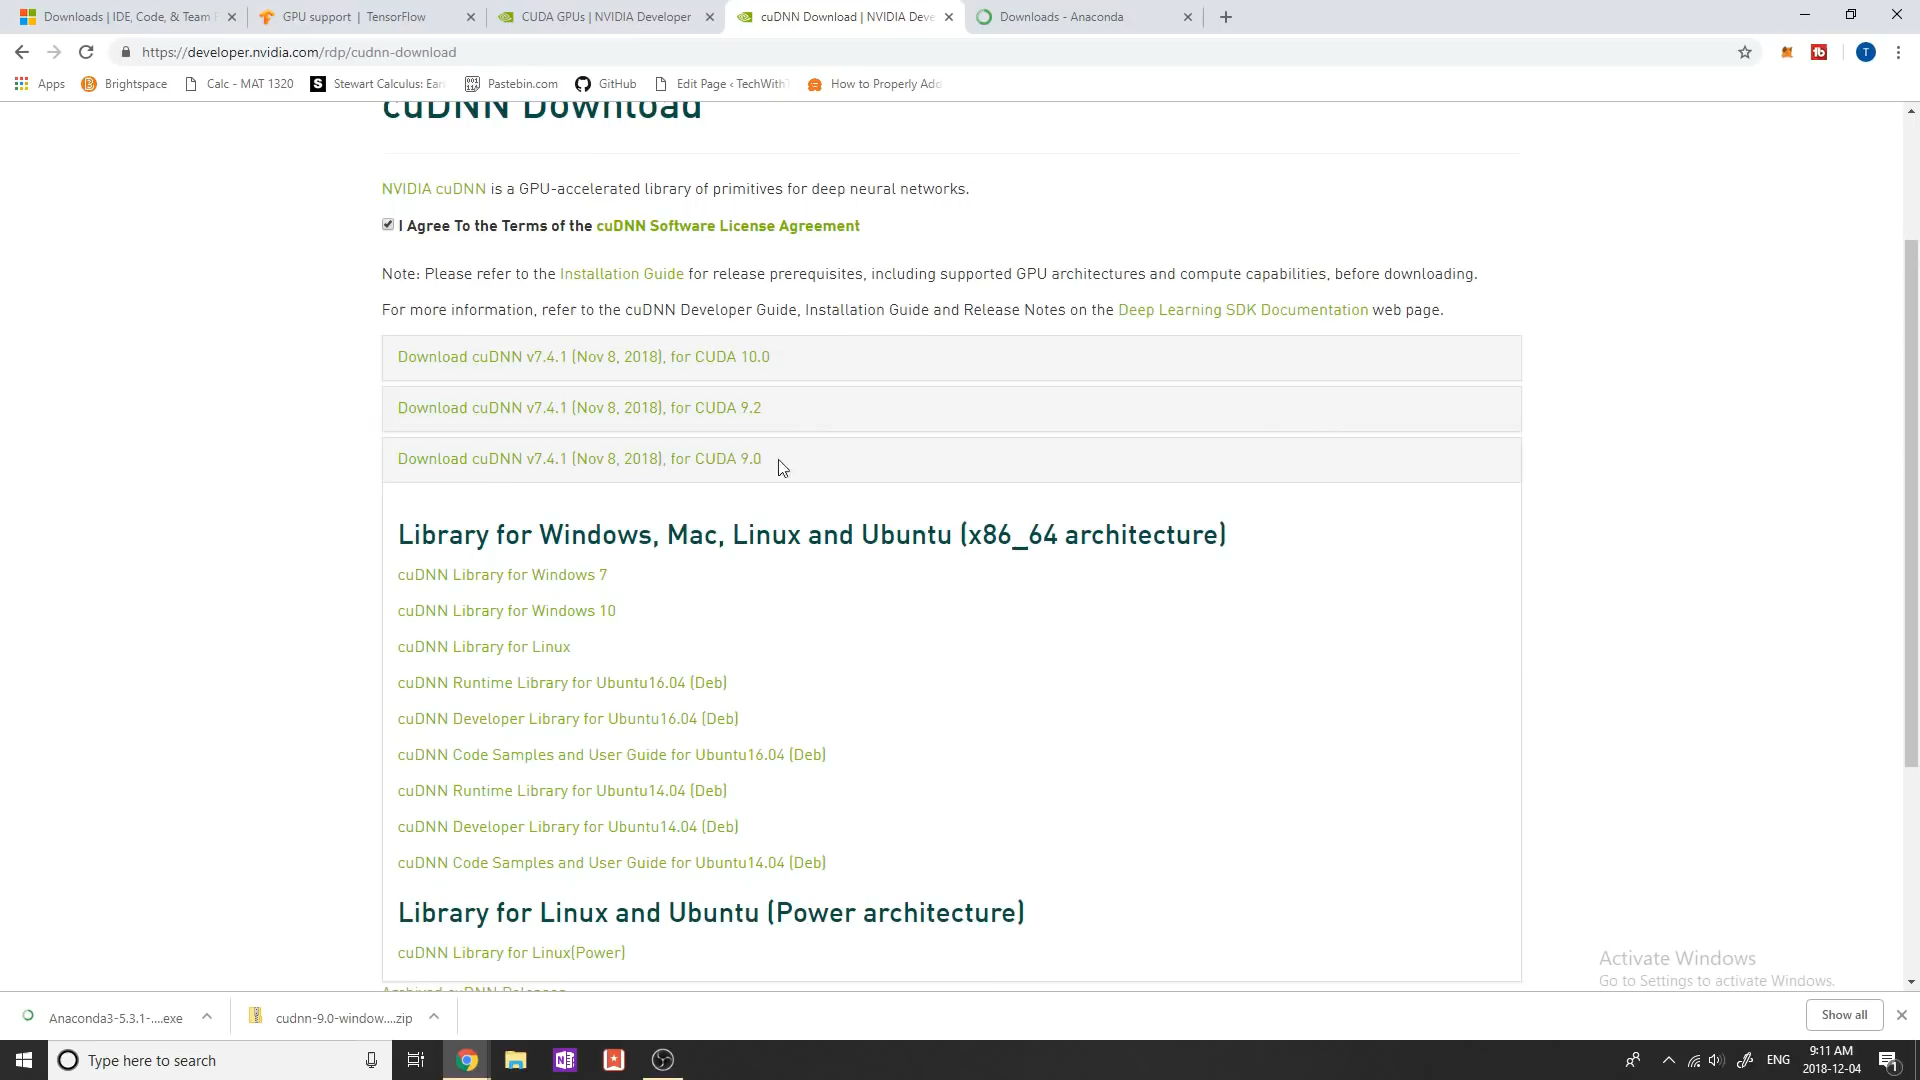 Downloads | IDE, Code, & Team F
GPU support | TensorFlow
CUDA GPUs | NVIDIA Developer
cuDNN Download | NVIDIA Deve
Downloads - Anaconda
https://developer.nvidia.com/rdp/cudnn-download
T
Apps
Brightspace
Calc - MAT 1320
S
Stewart Calculus: Ear
Pastebin.com
GitHub
Edit Page ‹ TechWithT
How to Properly Add
cuDNN Download
NVIDIA cuDNN is a GPU-accelerated library of primitives for deep neural networks.
I Agree To the Terms of the cuDNN Software License Agreement
Note: Please refer to the Installation Guide for release prerequisites, including supported GPU architectures and compute capabilities, before downloading.
For more information, refer to the cuDNN Developer Guide, Installation Guide and Release Notes on the Deep Learning SDK Documentation web page.
Download cuDNN v7.4.1 (Nov 8, 2018), for CUDA 10.0
Download cuDNN v7.4.1 (Nov 8, 2018), for CUDA 9.2
Download cuDNN v7.4.1 (Nov 8, 2018), for CUDA 9.0
Library for Windows, Mac, Linux and Ubuntu (x86_64 architecture)
cuDNN Library for Windows 7
cuDNN Library for Windows 10
cuDNN Library for Linux
cuDNN Runtime Library for Ubuntu16.04 (Deb)
cuDNN Developer Library for Ubuntu16.04 (Deb)
cuDNN Code Samples and User Guide for Ubuntu16.04 (Deb)
cuDNN Runtime Library for Ubuntu14.04 (Deb)
cuDNN Developer Library for Ubuntu14.04 (Deb)
cuDNN Code Samples and User Guide for Ubuntu14.04 (Deb)
Library for Linux and Ubuntu (Power architecture)
cuDNN Library for Linux(Power)
Archived cuDNN Releases
Activate Windows
Go to Settings to activate Windows.
Anaconda3-5.3.1-....exe
cudnn-9.0-window....zip
Show all
Type here to search
ENG
9:11 AM
2018-12-04
1